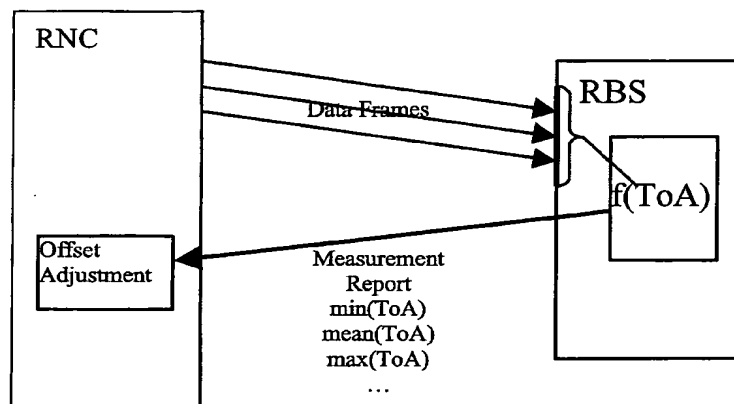 RNC
RBS
Data Frames
f(ToA)
Offset
Adjustment
Measurement
Report
min(ToA)
mean(ToA)
max(ToA)
...